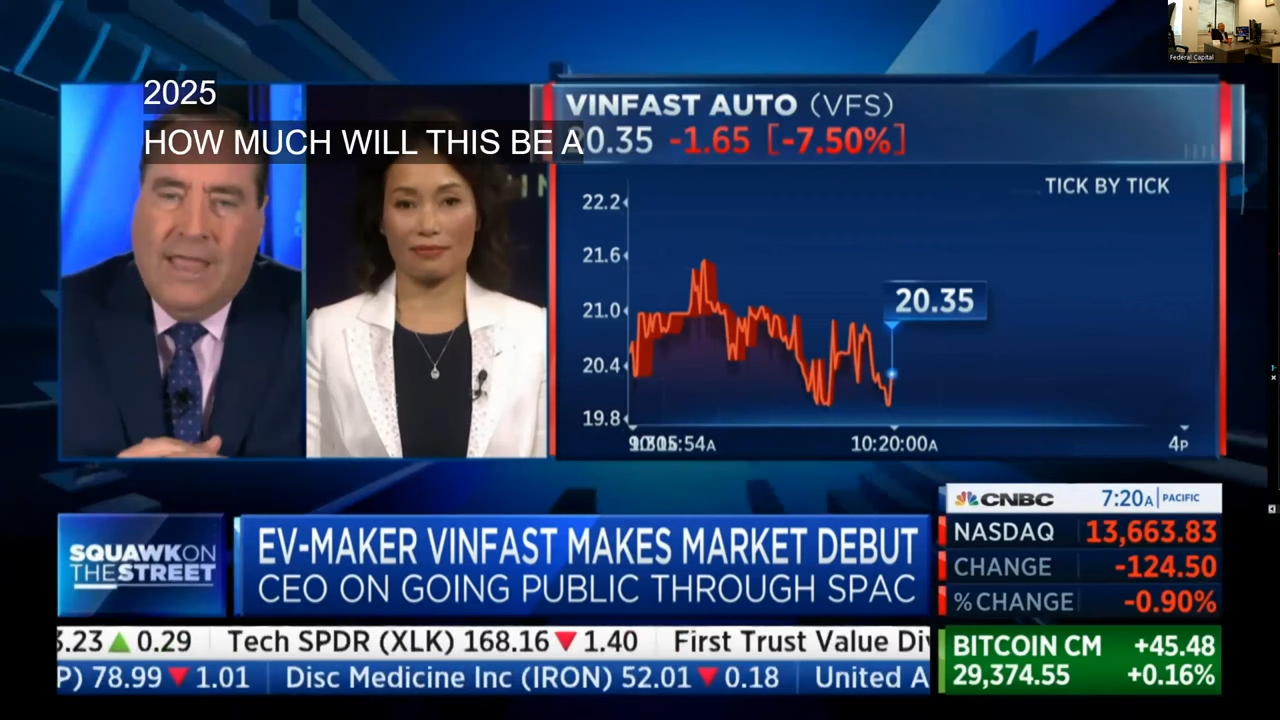 Federal Capital
2025
HOW MUCH WILL THIS BE A
VINFAST AUTO (VFS)
0.35 -1.65 [-7.50%]
TICK BY TICK
22.2
21.6
21.0
20.4
19.8
20.35
10:20:00A
4P
SQUAWK ON
THE STREET
EV-MAKER VINFAST MAKES MARKET DEBUT
CEO ON GOING PUBLIC THROUGH SPAC
CNBC 7:20A PACIFIC
NASDAQ 13,663.83
CHANGE -124.50
% CHANGE -0.90%
BITCOIN CM +45.48
29,374.55 +0.16%
3.23 ▲ 0.29 Tech SPDR (XLK) 168.16 ▼ 1.40 First Trust Value Div
P) 78.99 ▼ 1.01 Disc Medicine Inc (IRON) 52.01 ▼ 0.18 United A